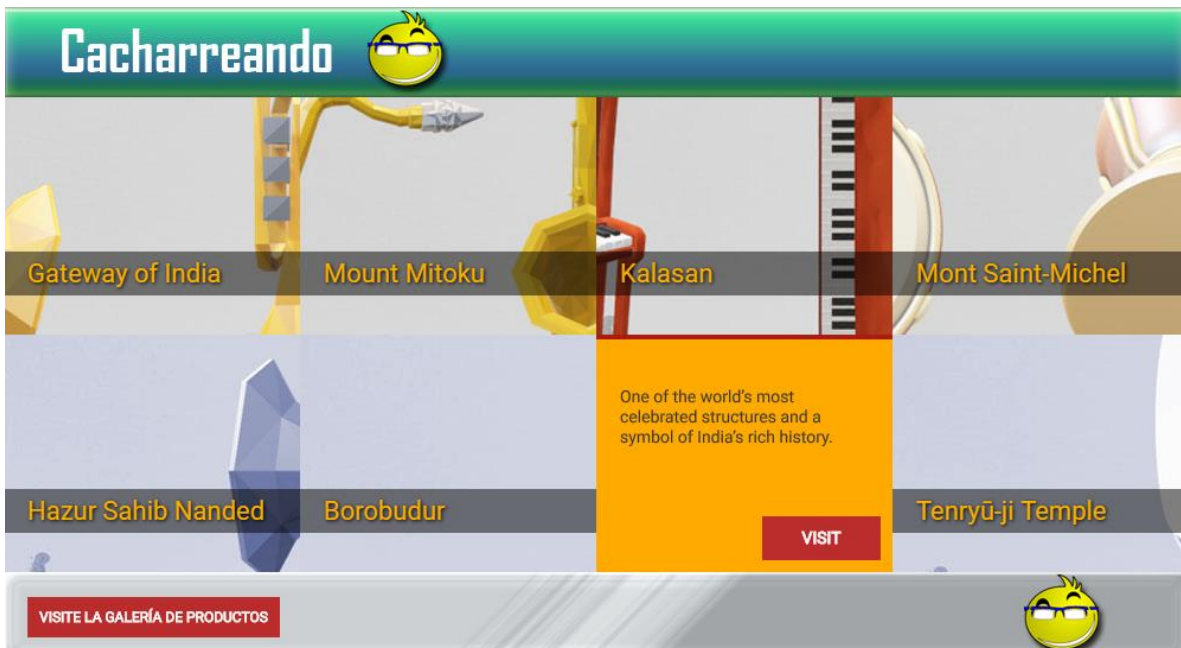 Cacharreando
Gateway of India
Mount Mitoku
Kalasan
Mont Saint-Michel
Hazur Sahib Nanded
Borobudur
One of the world's most
celebrated structures and a
symbol of India's rich history.
VISIT
Tenryū-ji Temple
VISITE LA GALERÍA DE PRODUCTOS